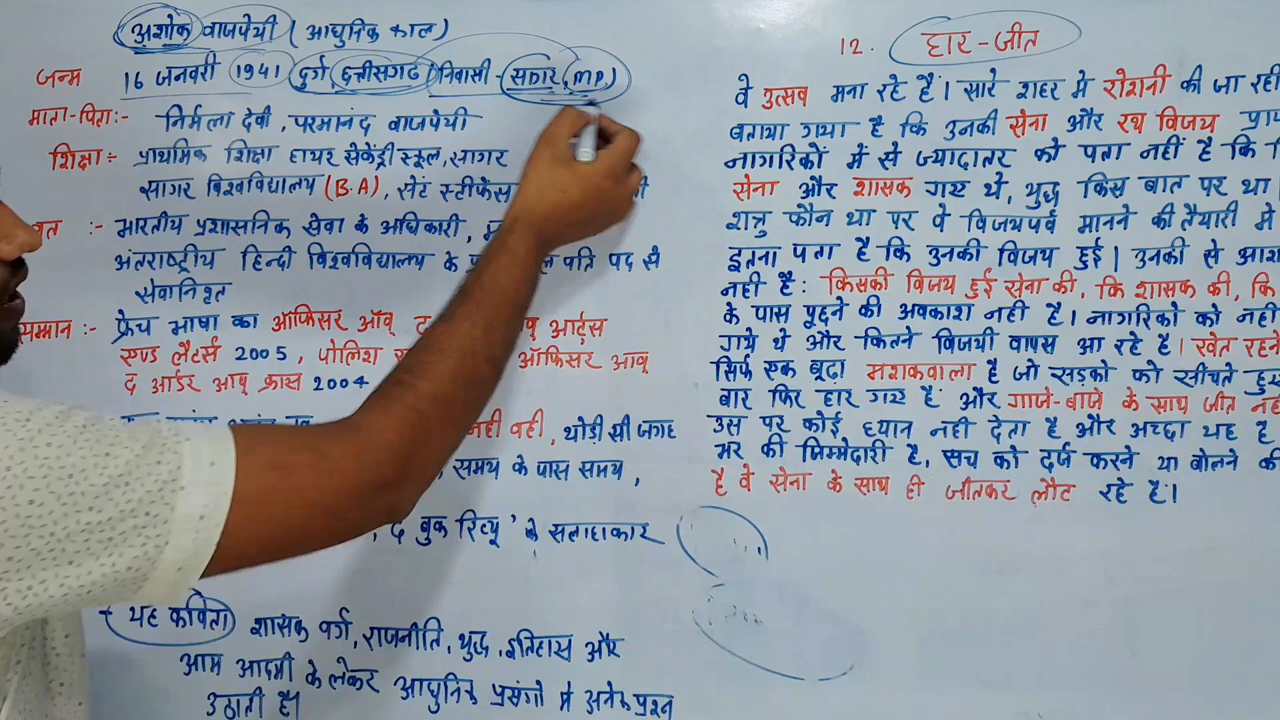 अशोक वाजपेयी (आधुनिक काल)
जन्म 16 जनवरी 1941 दुर्ग छत्तीसगढ़ निवासी - सागर (MP)
माता-पिता:- निर्मला देवी, परमानंद वाजपेयी
शिक्षा:- प्राथमिक शिक्षा हायर सेकेंड्री स्कूल, सागर
सागर विश्वविद्यालय (B.A), सेंट स्टीफेंस
:- भारतीय प्रशासनिक सेवा के अधिकारी,
अंतराष्ट्रीय हिन्दी विश्वविद्यालय के पति पद से
सेवानिवृत
सम्मान :- फ्रेंच भाषा का ऑफिसर ऑव् आव् आर्ट्स
एण्ड लैटर्स 2005, पोलिश ऑफिसर आव्
द आर्डर आव् क्रास 2004
नहीं वही, थोडी सी जगह
समय के पास समय,
, द बुक रिव्यू' के सलाहाकार
यह कविता शासक वर्ग, राजनीति, युद्ध, इतिहास और
आम आदमी के लेकर आधुनिक प्रसंगो में अनेक प्रश्न
उठाती है।
12. हार-जीत
वे उत्सव मना रहे हैं। सारे शहर में रोशनी की जा रही
बताया गया है कि उनकी सेना और रथ विजय
नागरिकों में से ज्यादातर को पता नहीं है कि
सेना और शासक गए थे, युद्ध किस बात पर था।
शत्रु कौन था पर वे विजयपर्व मानने की तैयारी में
इतना पता है कि उनकी विजय हुई। उनकी से आश
नहीं है: किसकी विजय हुई सेना की, कि शासक की, कि
के पास पूछने की अवकाश नहीं है। नागरिकों को नहीं
गये थे और कितने विजयी वापस आ रहे है। खेत रहने
सिर्फ एक बूढ़ा मशकवाला है जो सड़को को सींचते हुए
बार फिर हार गए हैं और गाजे-बाजे के साथ जीत नह
उस पर कोई ध्यान नहीं देता है और अच्छा यह है
भर की जिम्मेदारी है, सच को दर्ज करने या बोलने की
है वे सेना के साथ ही जीतकर लौट रहे हैं।